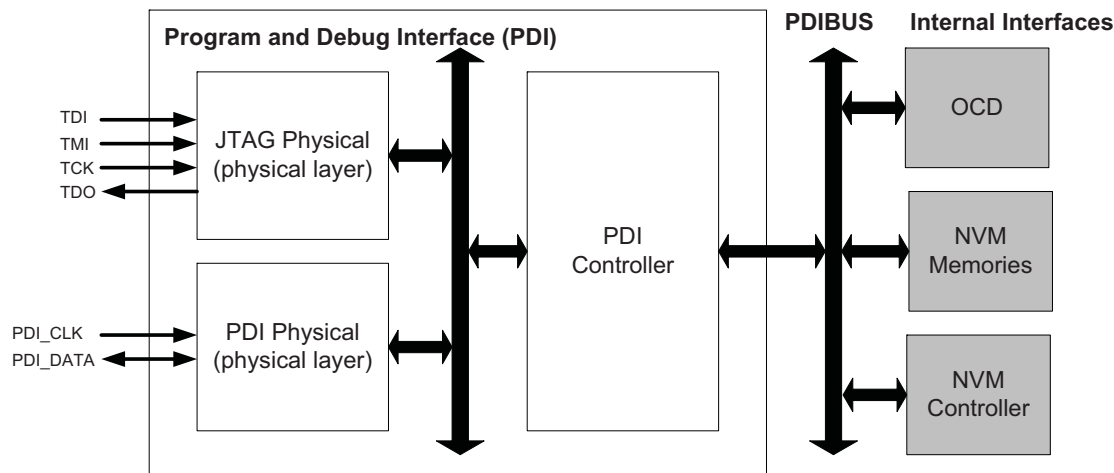 Program and Debug Interface (PDI)
PDIBUS
Internal Interfaces
TDI
TMI
TCK
TDO
JTAG Physical
(physical layer)
PDI_CLK
PDI_DATA
PDI Physical
(physical layer)
PDI
Controller
OCD
NVM
Memories
NVM
Controller